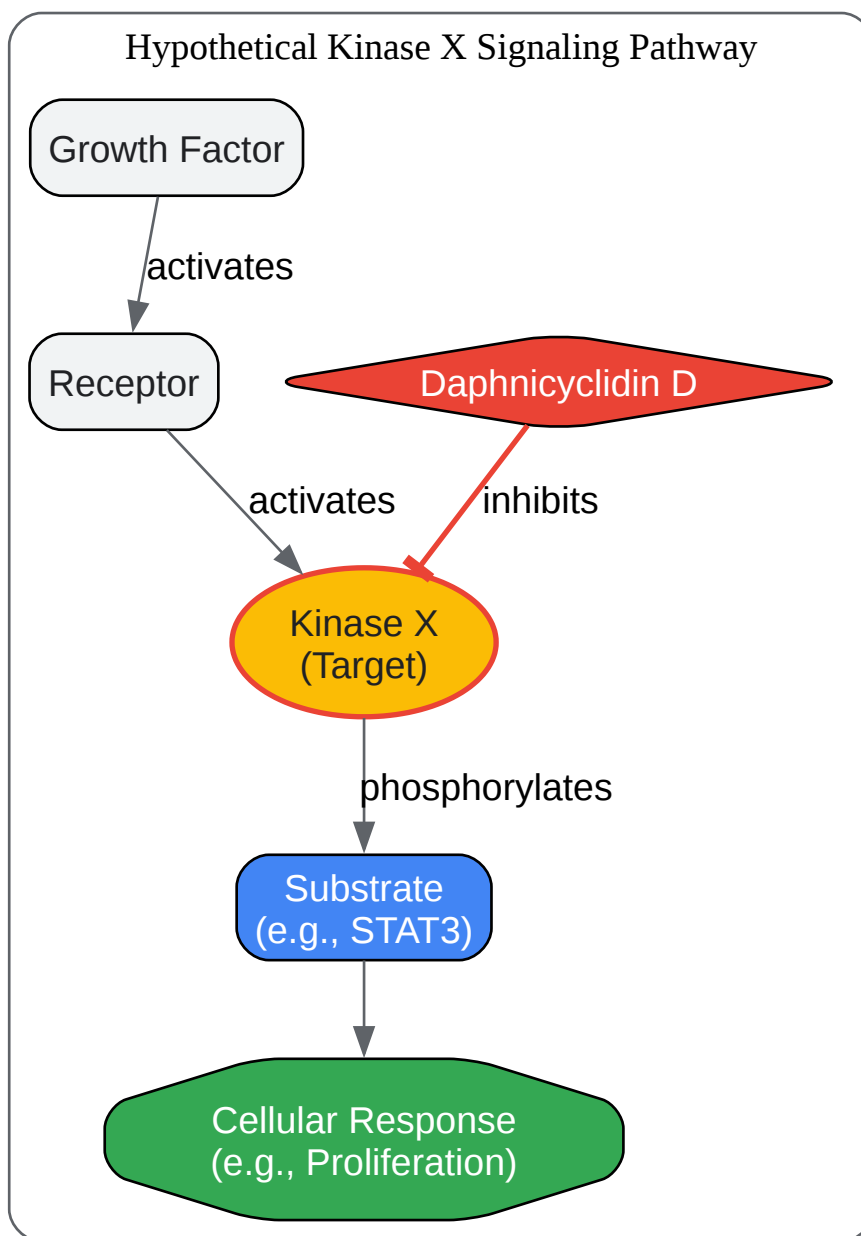 Hypothetical Kinase X Signaling Pathway
Growth Factor
activates
Receptor
Daphnicyclidin D
activates
inhibits
Kinase X
(Target)
phosphorylates
Substrate
(e.g., STAT3)
Cellular Response
(e.g., Proliferation)